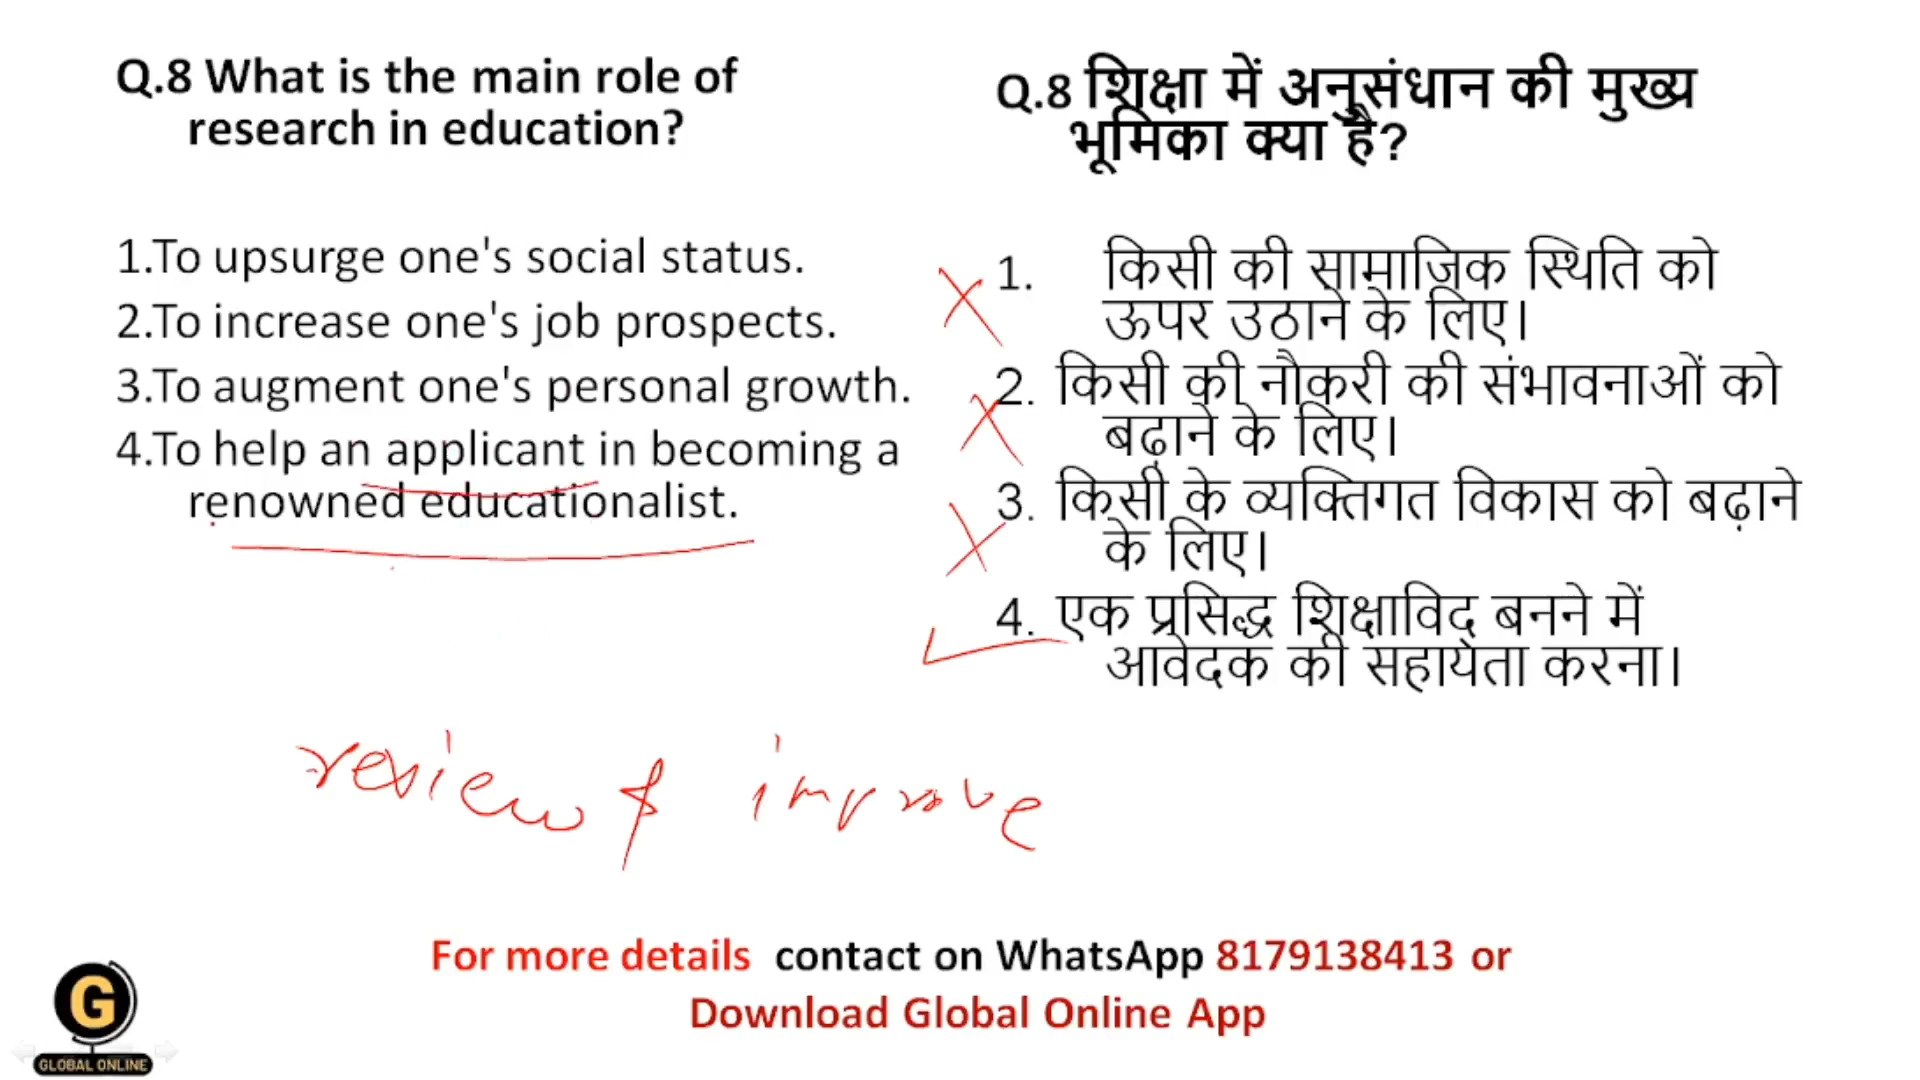 Q.8 What is the main role of
research in education?
1.To upsurge one's social status.
2.To increase one's job prospects.
3.To augment one's personal growth.
4.To help an applicant in becoming a
renowned educationalist.
Q.8 शिक्षा में अनुसंधान की मुख्य
भूमिका क्या है?
1. किसी की सामाजिक स्थिति को
ऊपर उठाने के लिए।
2. किसी की नौकरी की संभावनाओं को
बढ़ाने के लिए।
3. किसी के व्यक्तिगत विकास को बढ़ाने
के लिए।
4. एक प्रसिद्ध शिक्षाविद् बनने में
आवेदक की सहायता करना।
review & improve
For more details contact on WhatsApp 8179138413 or
Download Global Online App
G
GLOBAL ONLINE